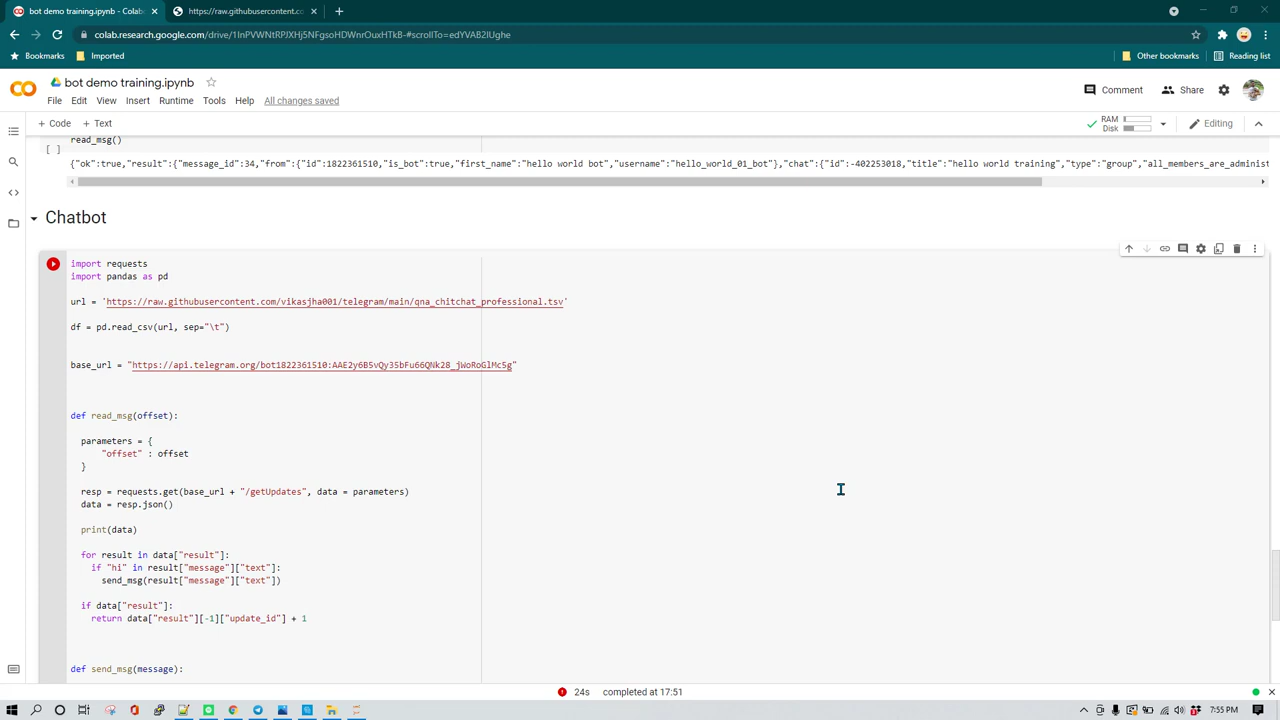 bot demo training.ipynb - Colab
https://raw.githubusercontent.co
colab.research.google.com/drive/1InPVWNtRPJXHj5NFgsoHDWnrOuxHTkB-#scrollTo=edYVAB2IUghe
Bookmarks
Imported
Other bookmarks
Reading list
bot demo training.ipynb
Comment
Share
File
Edit
View
Insert
Runtime
Tools
Help
All changes saved
+ Code
+ Text
RAM
Disk
Editing
read_msg()
[ ]
{"ok":true,"result":{"message_id":34,"from":{"id":1822361510,"is_bot":true,"first_name":"hello world bot","username":"hello_world_01_bot"},"chat":{"id":-402253018,"title":"hello world training","type":"group","all_members_are_administ
Chatbot
import requests
import pandas as pd
url = 'https://raw.githubusercontent.com/vikasjha001/telegram/main/qna_chitchat_professional.tsv'
df = pd.read_csv(url, sep="\t")
base_url = "https://api.telegram.org/bot1822361510:AAE2y6B5vQy35bFu66QNk28_jWoRoGlMc5g"
def read_msg(offset):
parameters = {
"offset" : offset
}
resp = requests.get(base_url + "/getUpdates", data = parameters)
data = resp.json()
print(data)
for result in data["result"]:
if "hi" in result["message"]["text"]:
send_msg(result["message"]["text"])
if data["result"]:
return data["result"][-1]["update_id"] + 1
def send_msg(message):
24s
completed at 17:51
7:55 PM